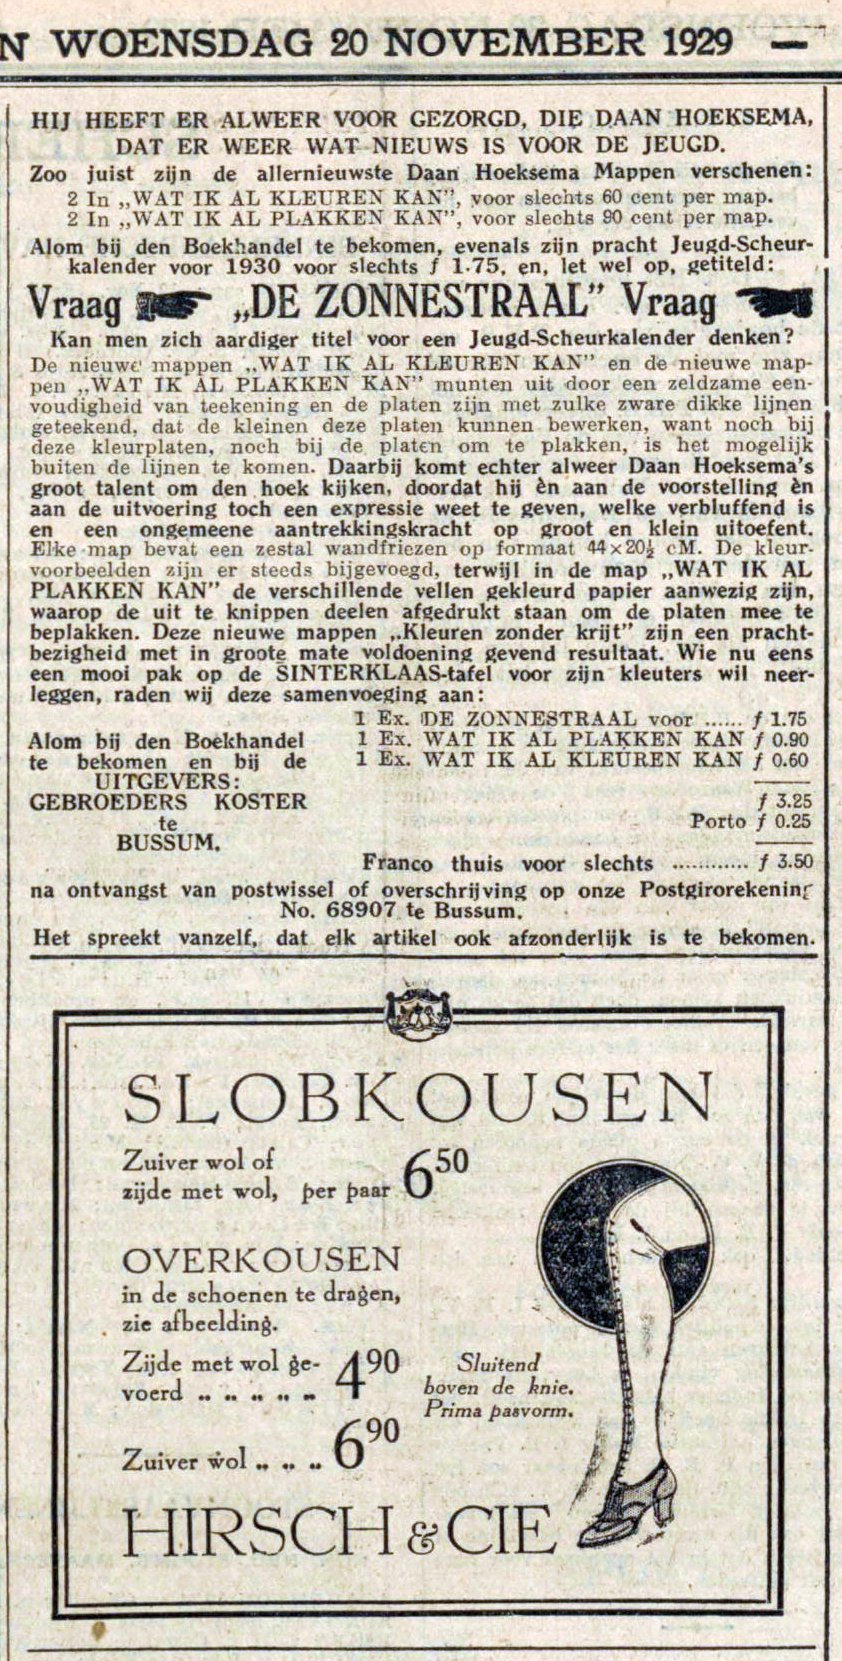 N WOENSDAG 20 NOVEMBER 1929 —
HIJ HEEFT ER ALWEER VOOR GEZORGD, DIE DAAN HOEKSEMA,
DAT ER WEER WAT NIEUWS IS VOOR DE JEUGD.
Zoo juist zijn de allernieuwste Daan Hoeksema Mappen verschenen:
2 In „WAT IK AL KLEUREN KAN”, voor slechts 60 cent per map.
2 In „WAT IK AL PLAKKEN KAN”, voor slechts 90 cent per map.
Alom bij den Boekhandel te bekomen, evenals zijn pracht Jeugd-Scheur-
kalender voor 1930 voor slechts f 1.75, en, let wel op, getiteld:
Vraag „DE ZONNESTRAAL” Vraag
Kan men zich aardiger titel voor een Jeugd-Scheurkalender denken?
De nieuwe mappen „WAT IK AL KLEUREN KAN” en de nieuwe map-
pen „WAT IK AL PLAKKEN KAN” munten uit door een zeldzame een-
voudigheid van teekening en de platen zijn met zulke zware dikke lijnen
geteekend, dat de kleinen deze platen kunnen bewerken, want noch bij
deze kleurplaten, noch bij de platen om te plakken, is het mogelijk
buiten de lijnen te komen. Daarbij komt echter alweer Daan Hoeksema's
groot talent om den hoek kijken, doordat hij èn aan de voorstelling èn
aan de uitvoering toch een expressie weet te geven, welke verbluffend is
en een ongemeene aantrekkingskracht op groot en klein uitoefent.
Elke map bevat een zestal wandfriezen op formaat 44×20½ cM. De kleur-
voorbeelden zijn er steeds bijgevoegd, terwijl in de map „WAT IK AL
PLAKKEN KAN” de verschillende vellen gekleurd papier aanwezig zijn,
waarop de uit te knippen deelen afgedrukt staan om de platen mee te
beplakken. Deze nieuwe mappen „Kleuren zonder krijt” zijn een pracht-
bezigheid met in groote mate voldoening gevend resultaat. Wie nu eens
een mooi pak op de SINTERKLAAS-tafel voor zijn kleuters wil neer-
leggen, raden wij deze samenvoeging aan:
1 Ex. DE ZONNESTRAAL voor ...... f 1.75
Alom bij den Boekhandel 1 Ex. WAT IK AL PLAKKEN KAN f 0.90
te bekomen en bij de 1 Ex. WAT IK AL KLEUREN KAN f 0.60
UITGEVERS:
GEBROEDERS KOSTER f 3.25
te Porto f 0.25
BUSSUM.
Franco thuis voor slechts ............ f 3.50
na ontvangst van postwissel of overschrijving op onze Postgirorekening
No. 68907 te Bussum.
Het spreekt vanzelf, dat elk artikel ook afzonderlijk is te bekomen.
SLOBKOUSEN
Zuiver wol of
zijde met wol, per paar 6⁵⁰
OVERKOUSEN
in de schoenen te dragen,
zie afbeelding.
Zijde met wol ge-
voerd .. .. .. .. .. 4⁹⁰
Sluitend
boven de knie.
Prima pasvorm.
Zuiver wol .. .. .. 6⁹⁰
HIRSCH & CIE